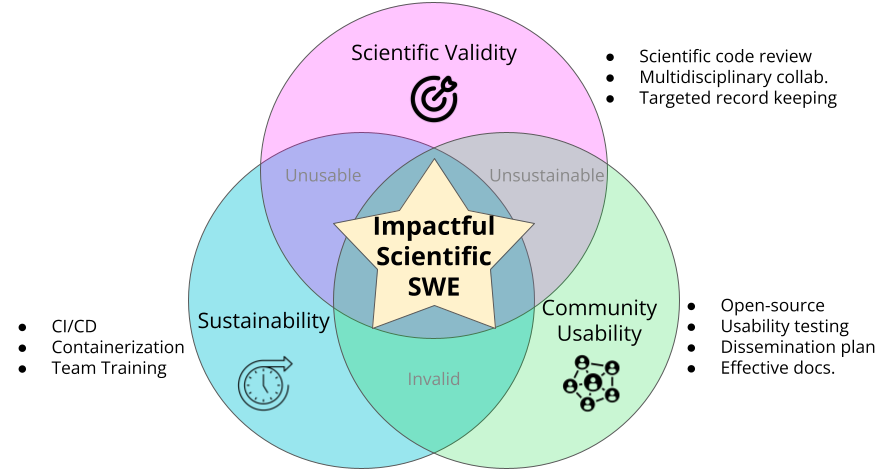 Scientific Validity
● Scientific code review
● Multidisciplinary collab.
● Targeted record keeping
Unusable
Unsustainable
Impactful
Scientific
SWE
Sustainability
● CI/CD
● Containerization
● Team Training
Community
Usability
● Open-source
● Usability testing
● Dissemination plan
● Effective docs.
Invalid